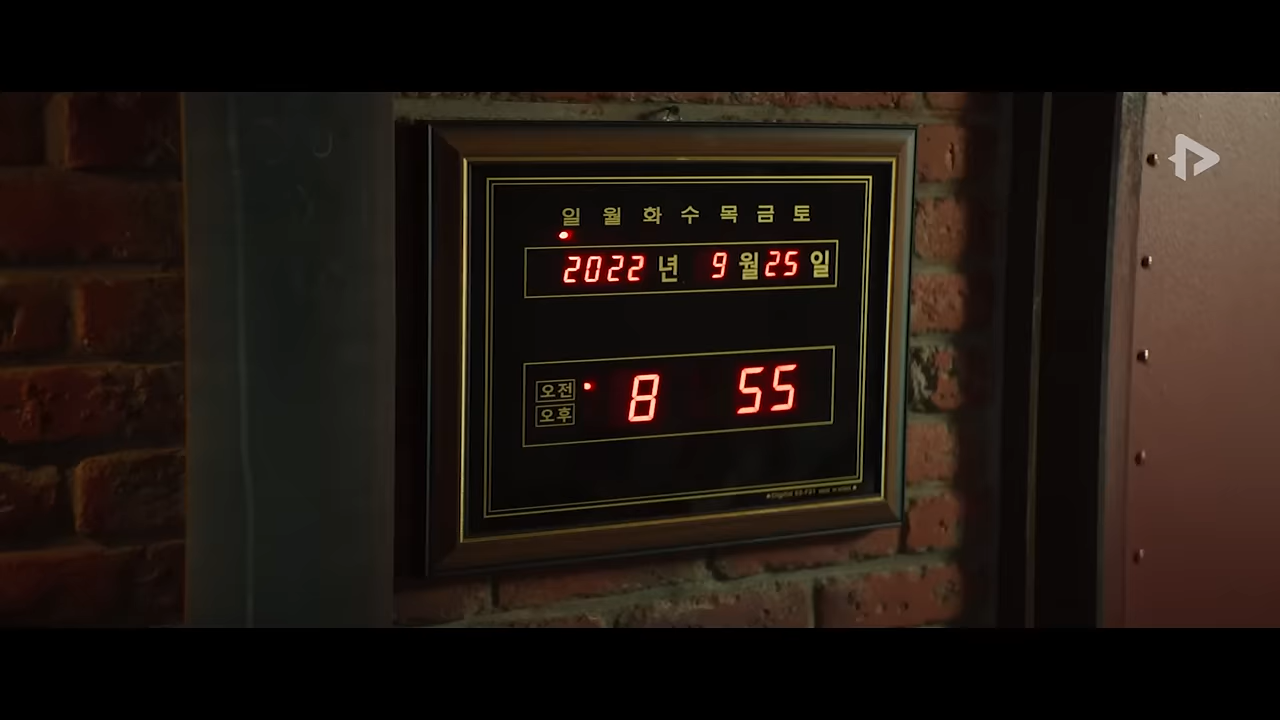 일 월 화 수 목 금 토
2022 년 9 월 25 일
오전 8 55
오후